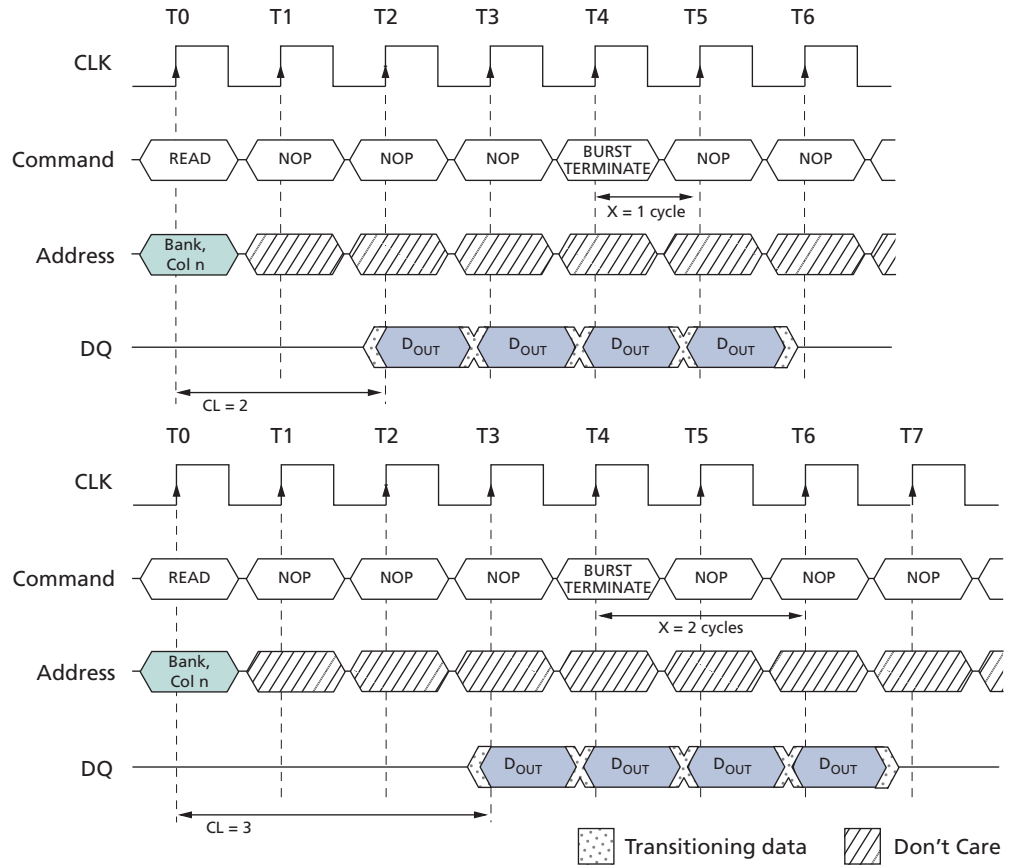 T0 T1 T2 T3 T4 T5 T6
CLK
Command READ NOP NOP NOP BURST TERMINATE NOP NOP
X = 1 cycle
Address Bank, Col n
DQ DOUT DOUT DOUT DOUT
CL = 2
T0 T1 T2 T3 T4 T5 T6 T7
CLK
Command READ NOP NOP NOP BURST TERMINATE NOP NOP NOP
X = 2 cycles
Address Bank, Col n
DQ DOUT DOUT DOUT DOUT
CL = 3
Transitioning data Don't Care